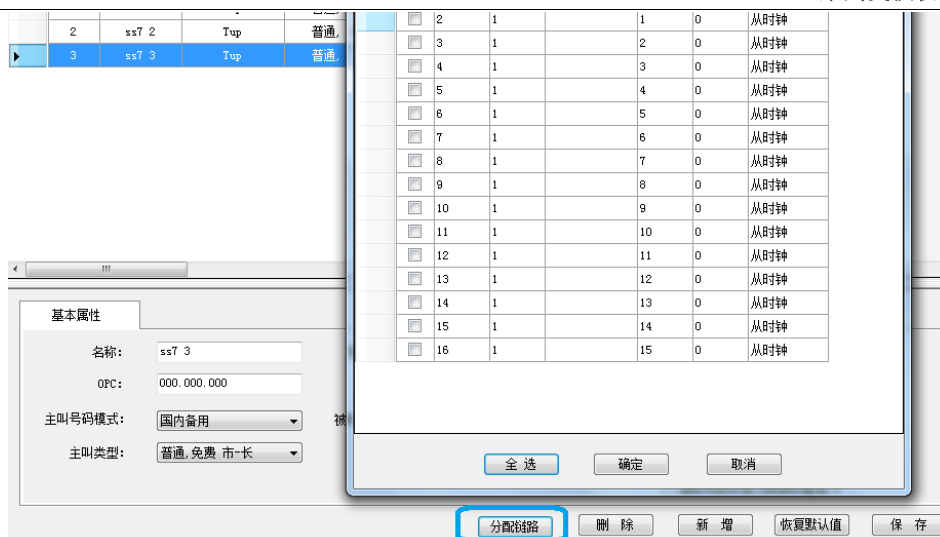 2 ss7 2 Tup 普通,
3 ss7 3 Tup 普通,
2 1 1 0 从时钟
3 1 2 0 从时钟
4 1 3 0 从时钟
5 1 4 0 从时钟
6 1 5 0 从时钟
7 1 6 0 从时钟
8 1 7 0 从时钟
9 1 8 0 从时钟
10 1 9 0 从时钟
11 1 10 0 从时钟
12 1 11 0 从时钟
13 1 12 0 从时钟
14 1 13 0 从时钟
15 1 14 0 从时钟
16 1 15 0 从时钟
基本属性
名称: ss7 3
OPC: 000.000.000
主叫号码模式: 国内备用 被
主叫类型: 普通,免费 市-长
全 选 确定 取消
分配链路 删 除 新 增 恢复默认值 保 存